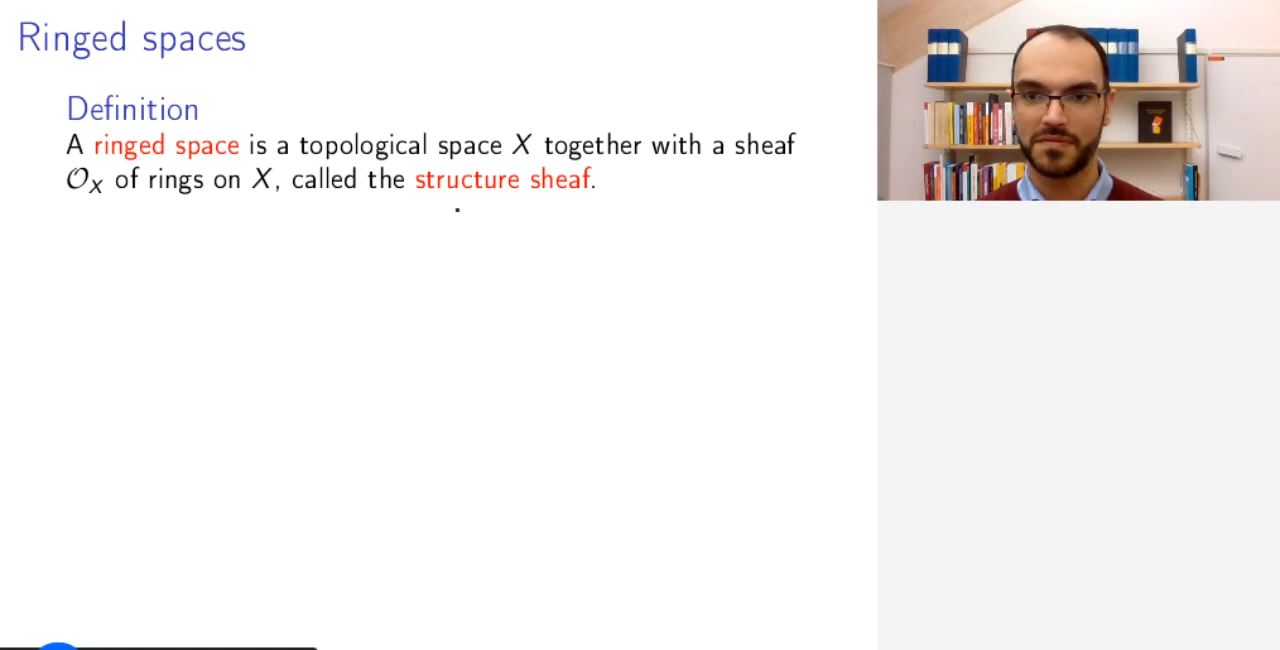 Ringed spaces
Definition
A ringed space is a topological space X together with a sheaf
𝒪_X of rings on X, called the structure sheaf.